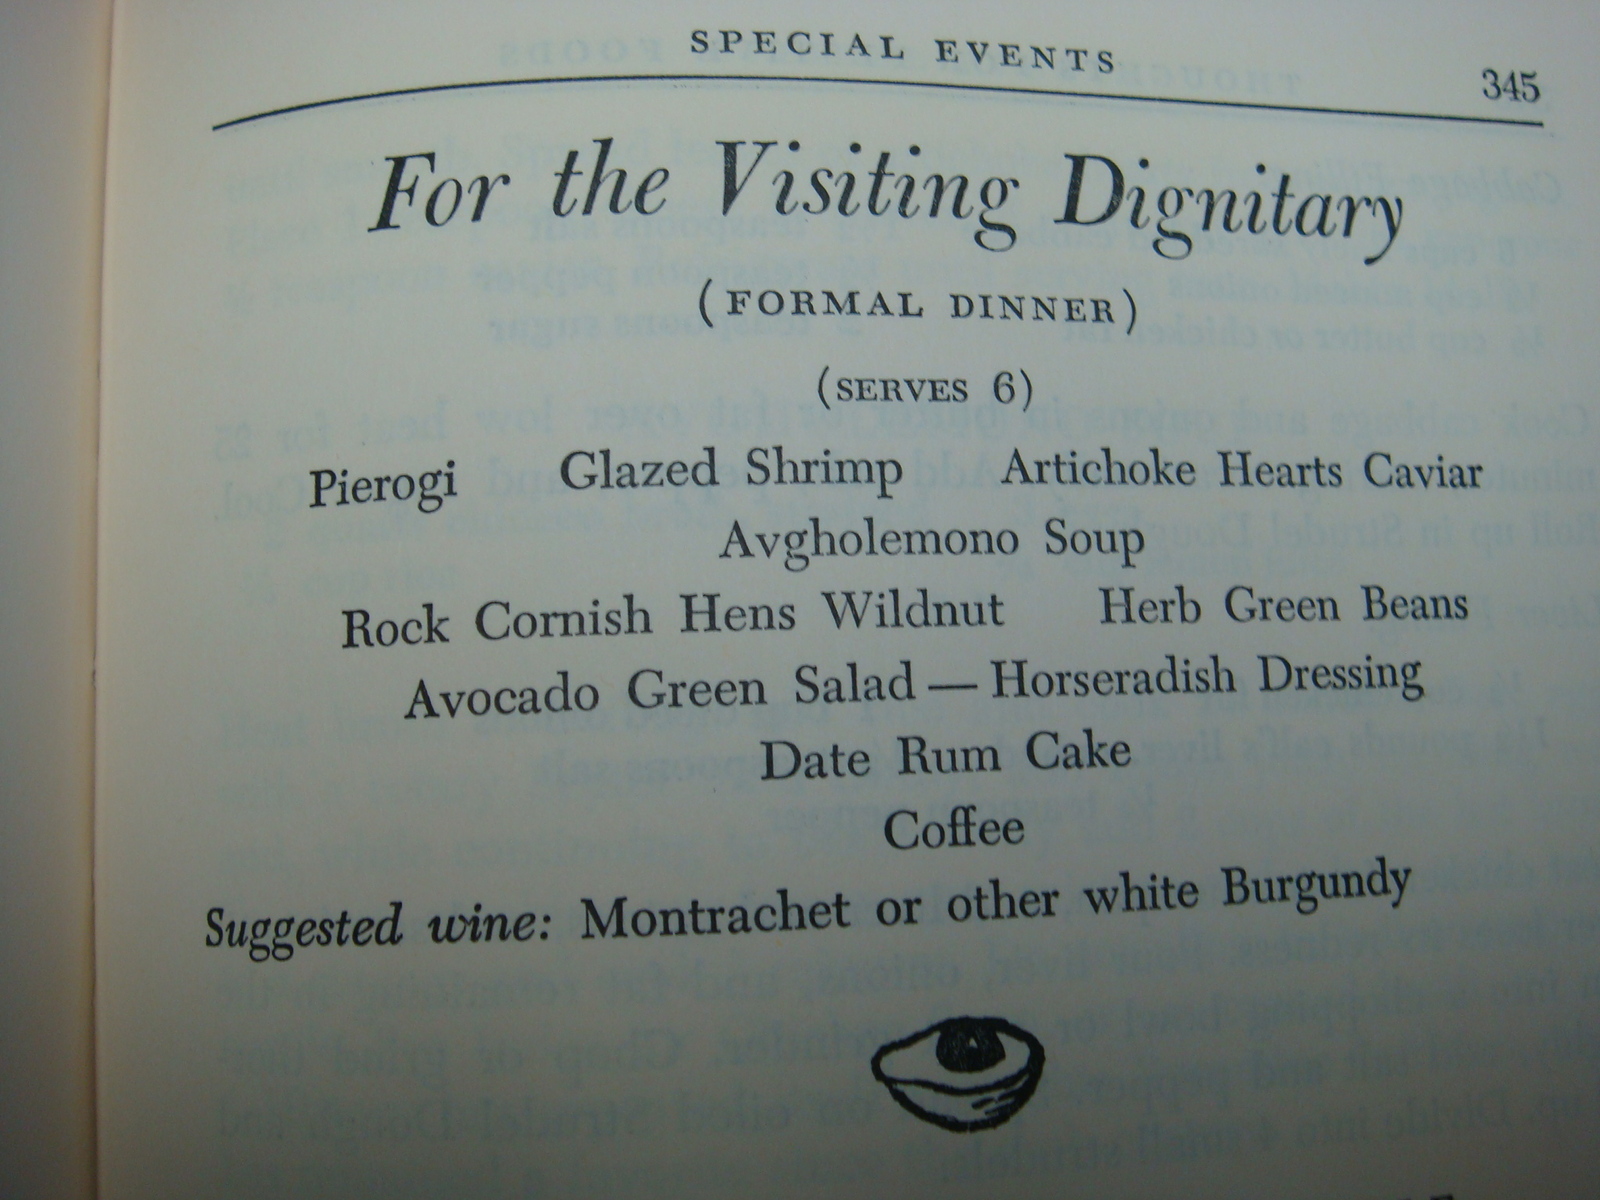 SPECIAL EVENTS 345
For the Visiting Dignitary
(FORMAL DINNER)
(SERVES 6)
Pierogi Glazed Shrimp Artichoke Hearts Caviar
Avgholemono Soup
Rock Cornish Hens Wildnut Herb Green Beans
Avocado Green Salad — Horseradish Dressing
Date Rum Cake
Coffee
Suggested wine: Montrachet or other white Burgundy